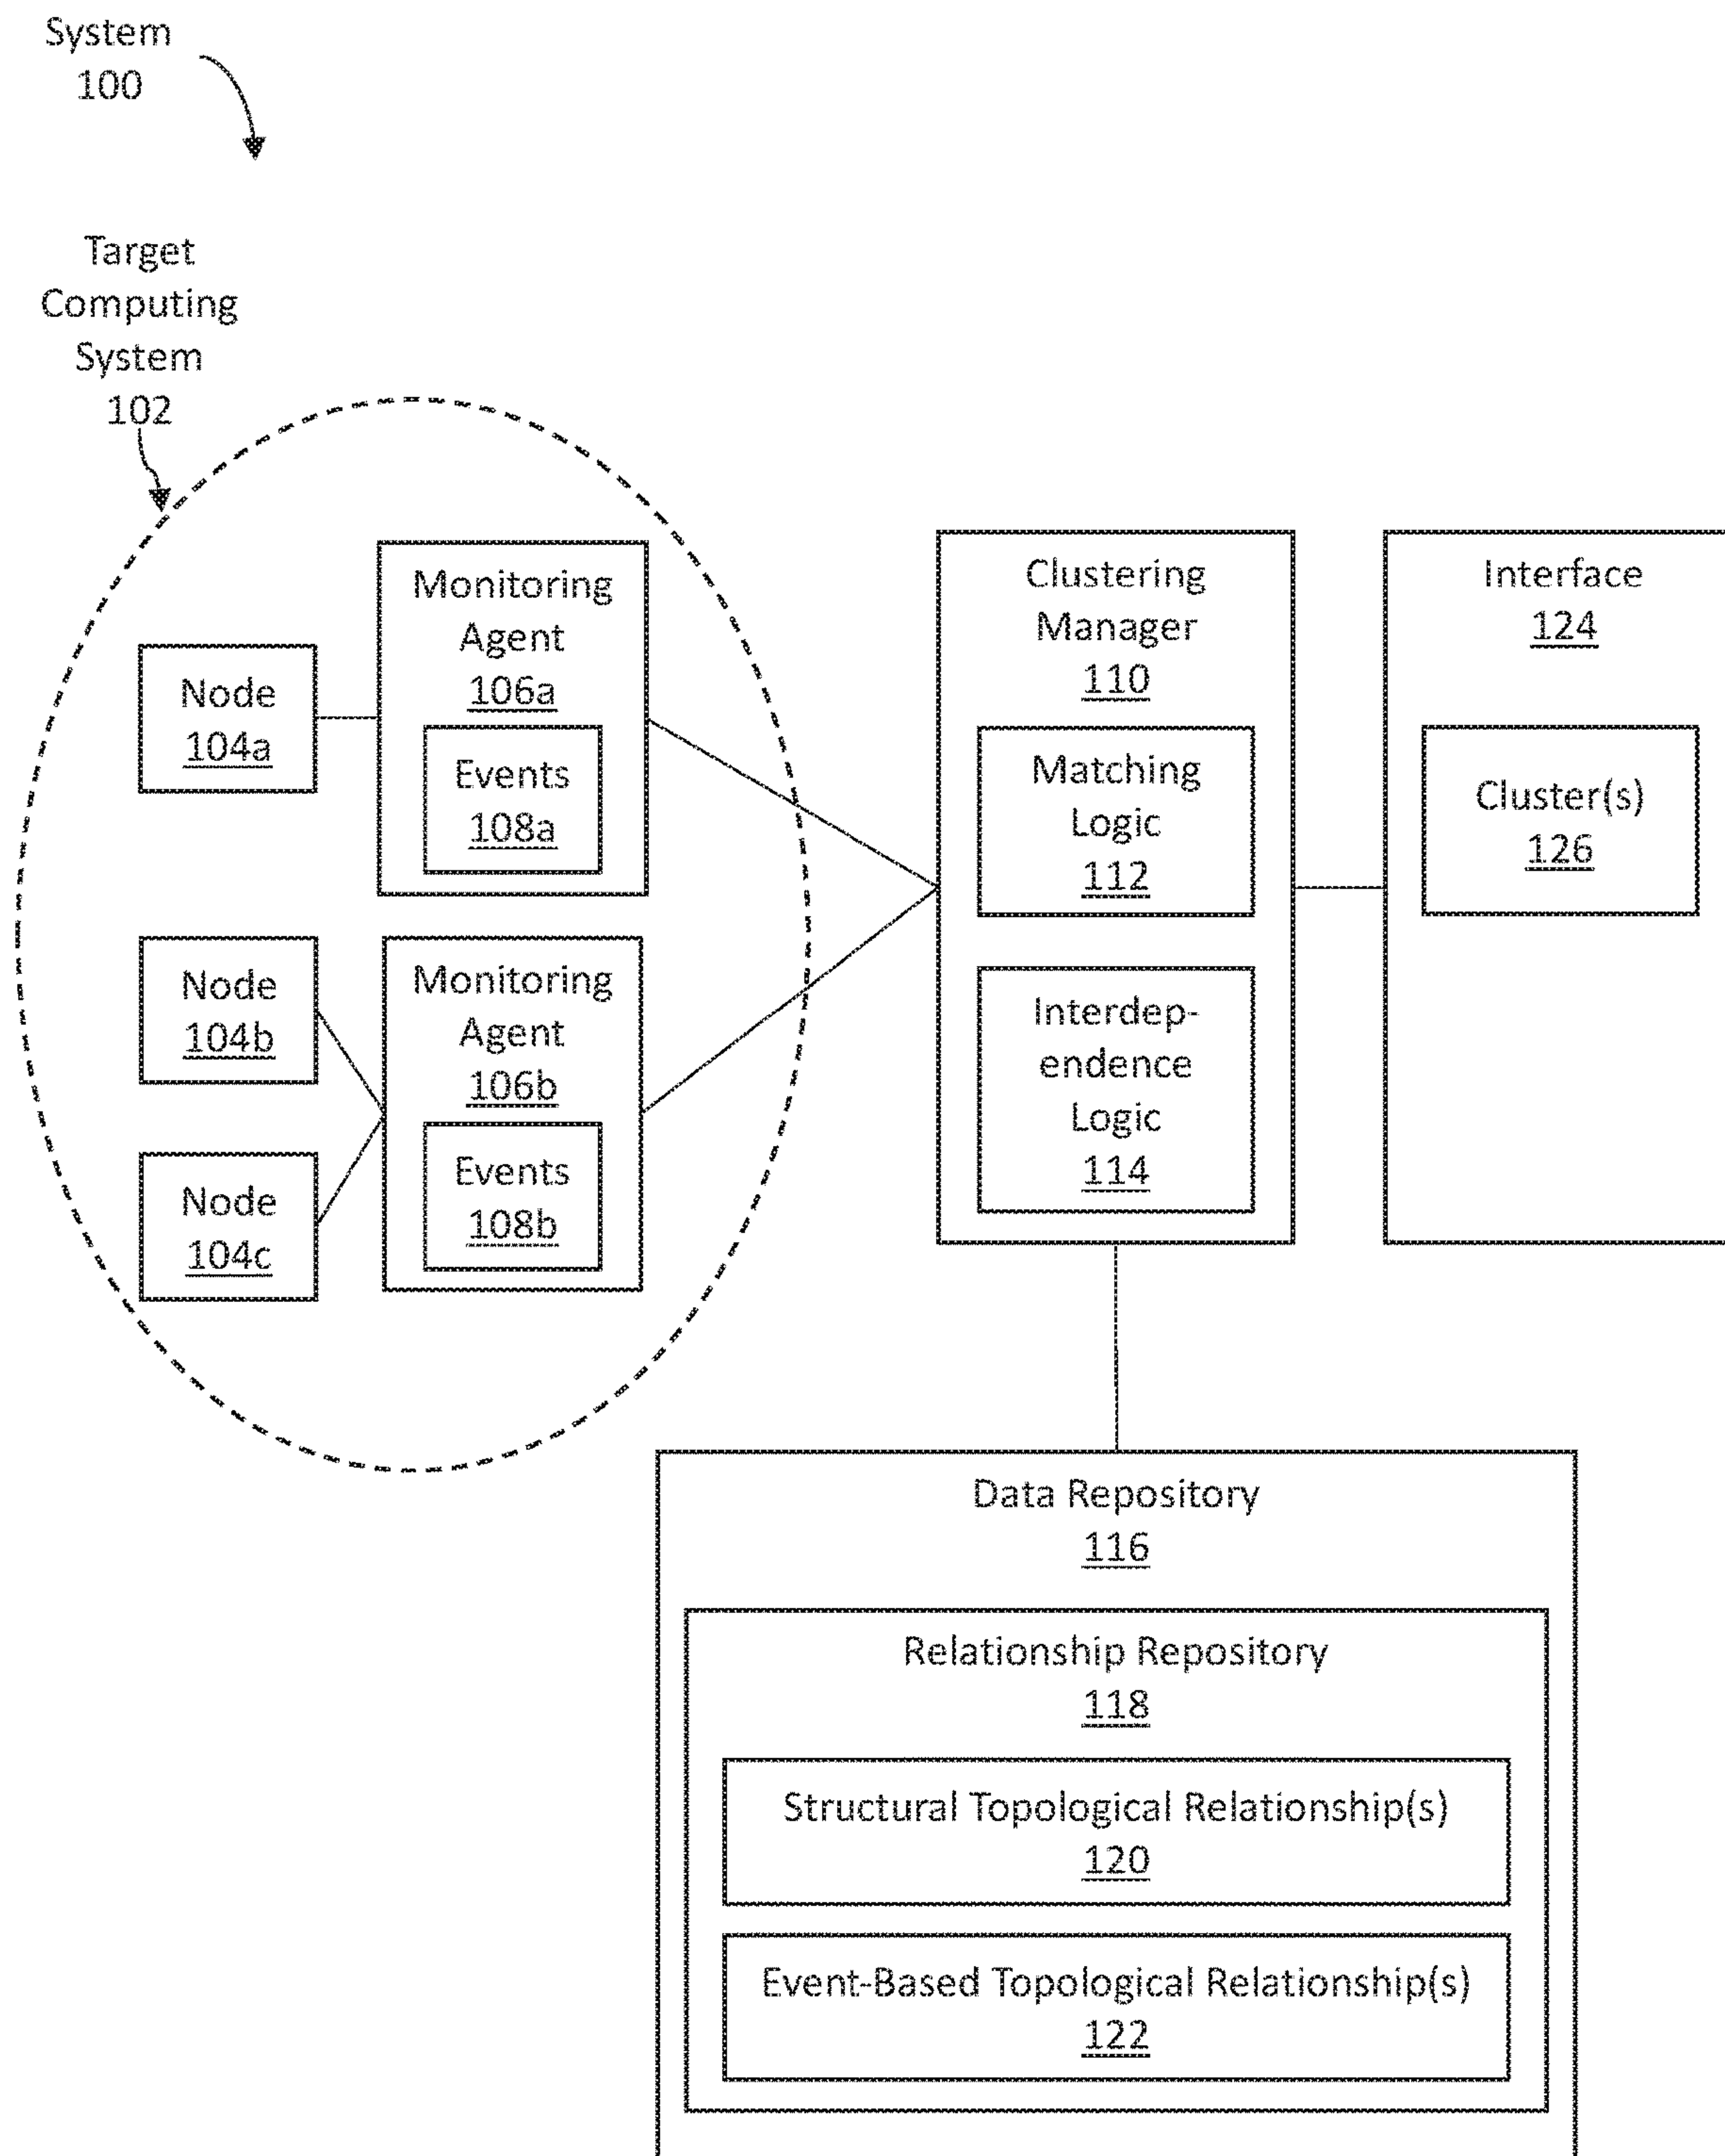 System
100
Target
Computing
System
102
Monitoring
Agent
106a
Node
104a
Events
108a
Node
104b
Monitoring
Agent
106b
Node
104c
Events
108b
Clustering
Manager
110
Matching
Logic
112
Interdep-
endence
Logic
114
Interface
124
Cluster(s)
126
Data Repository
116
Relationship Repository
118
Structural Topological Relationship(s)
120
Event-Based Topological Relationship(s)
122